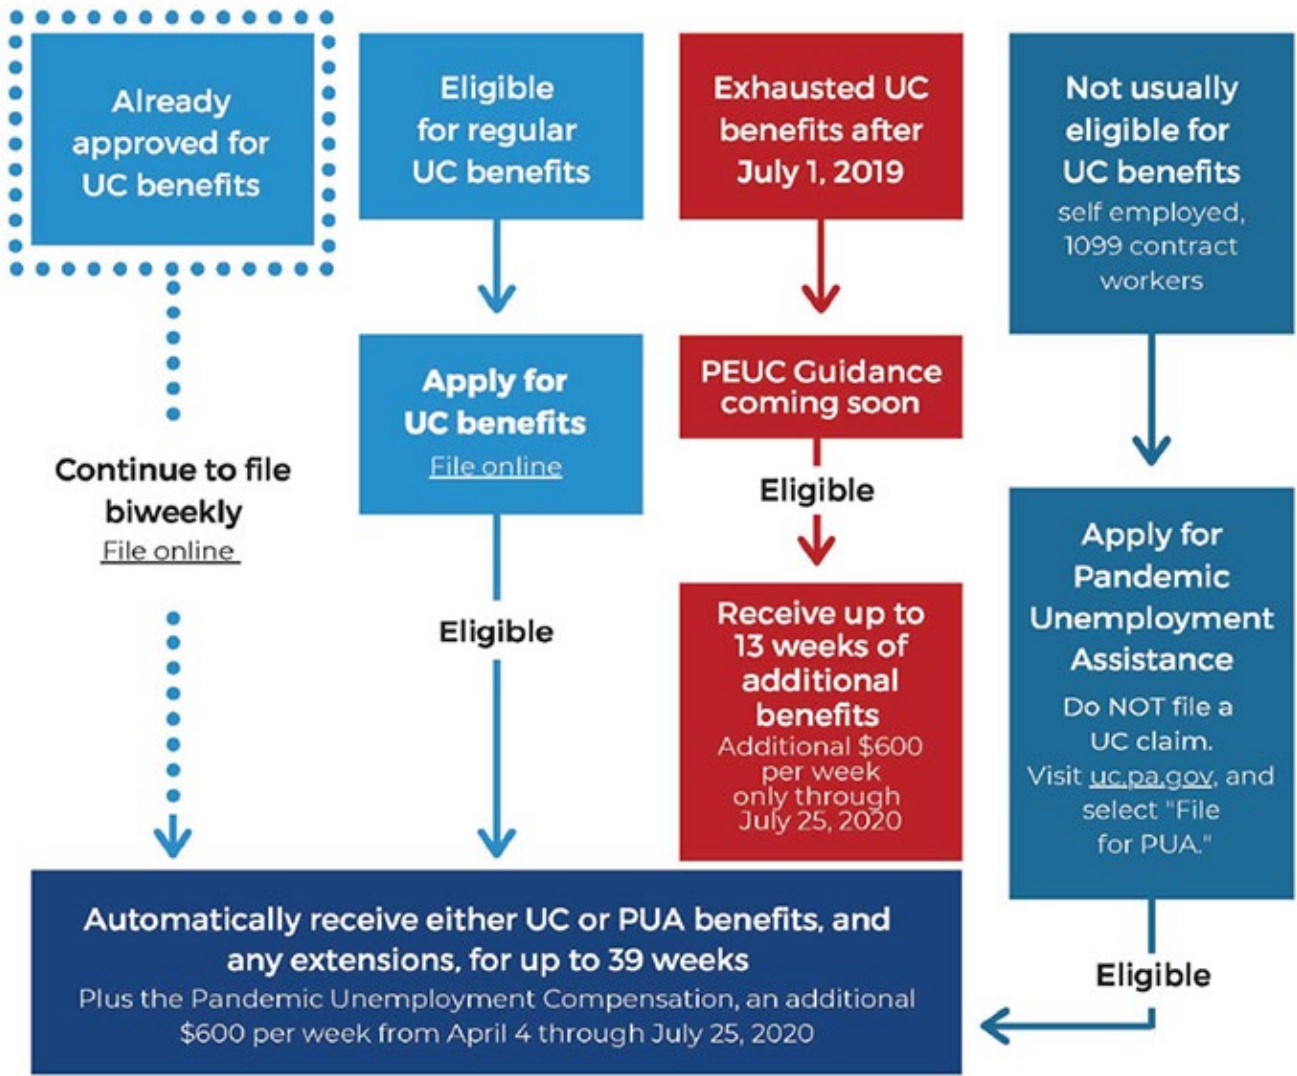 Already
approved for
UC benefits
Continue to file
biweekly
File online
Eligible
for regular
UC benefits
Apply for
UC benefits
File online
Eligible
Exhausted UC
benefits after
July 1, 2019
PEUC Guidance
coming soon
Eligible
Receive up to
13 weeks of
additional
benefits
Additional $600
per week
only through
July 25, 2020
Not usually
eligible for
UC benefits
self employed,
1099 contract
workers
Apply for
Pandemic
Unemployment
Assistance
Do NOT file a
UC claim.
Visit uc.pa.gov, and
select "File
for PUA."
Eligible
Automatically receive either UC or PUA benefits, and
any extensions, for up to 39 weeks
Plus the Pandemic Unemployment Compensation, an additional
$600 per week from April 4 through July 25, 2020